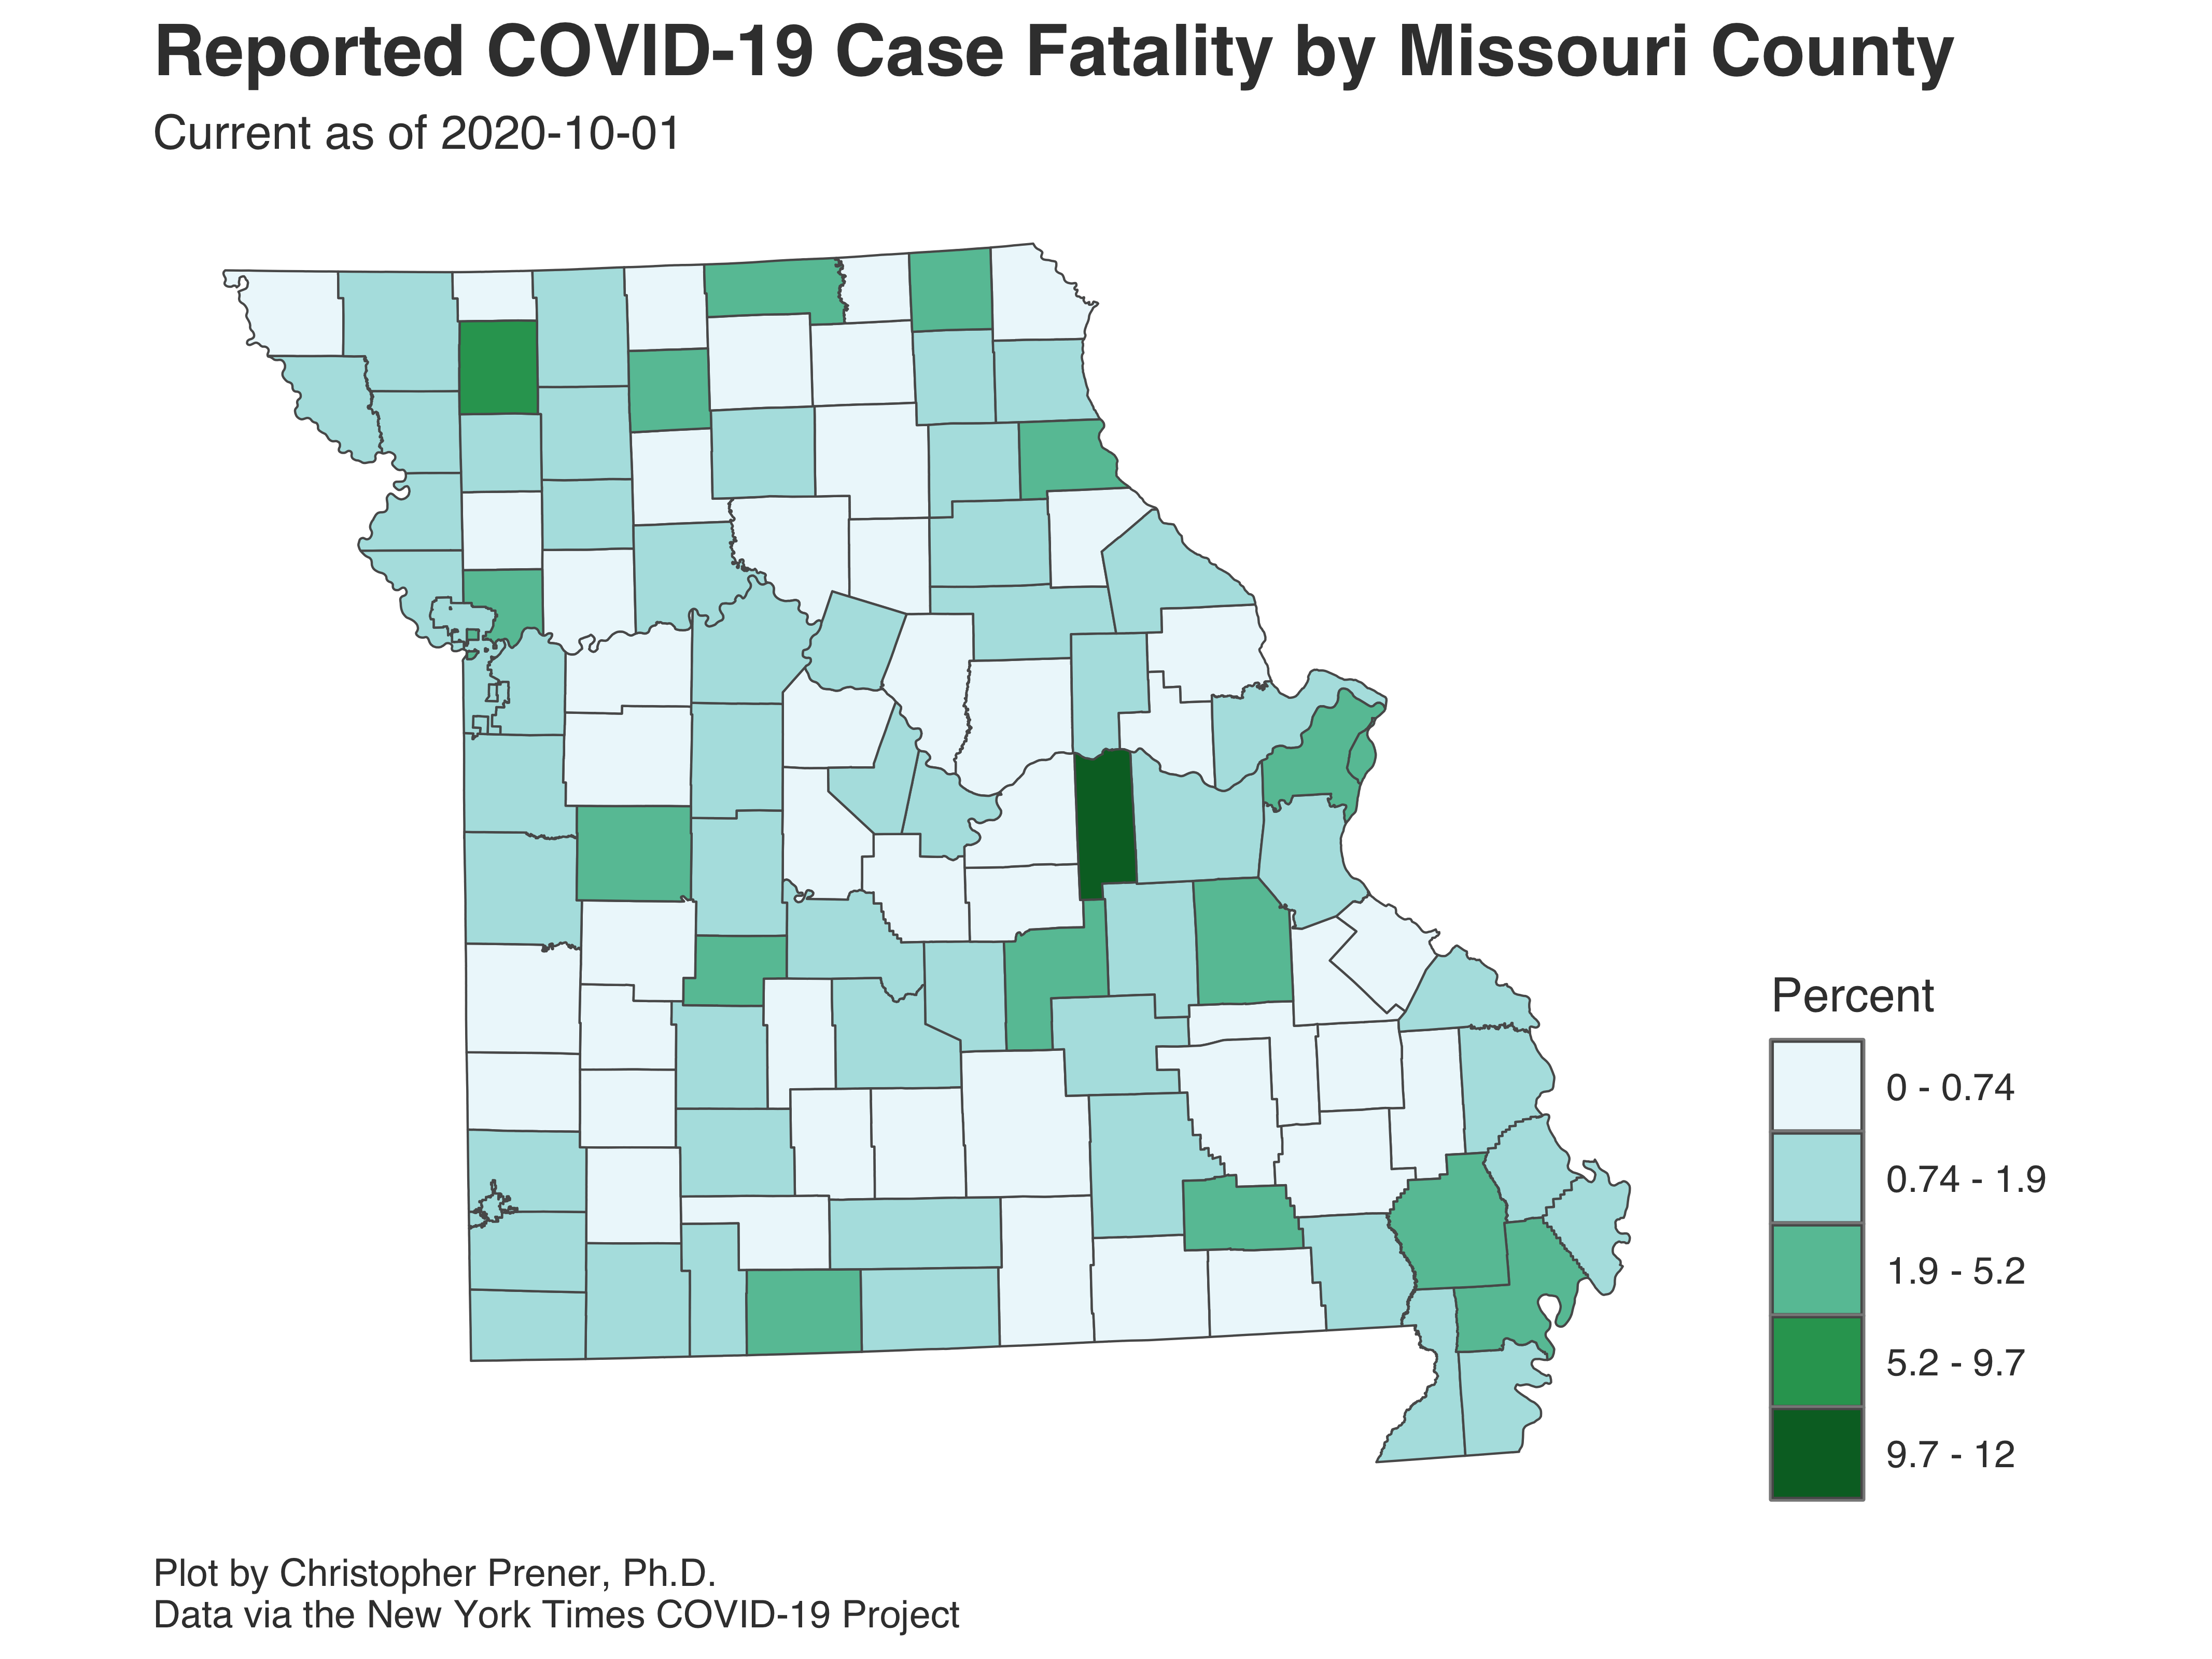 Reported COVID-19 Case Fatality by Missouri County
Current as of 2020-10-01
Percent
0 - 0.74
0.74 - 1.9
1.9 - 5.2
5.2 - 9.7
9.7 - 12
Plot by Christopher Prener, Ph.D.
Data via the New York Times COVID-19 Project